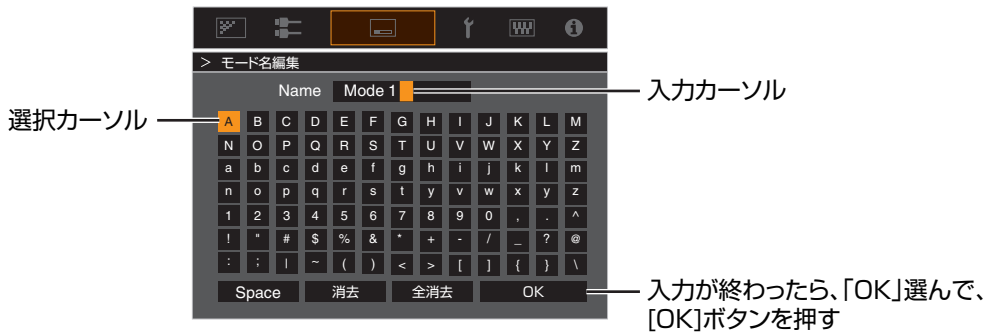 > モード名編集
Name Mode 1
入力カーソル
選択カーソル
A B C D E F G H I J K L M
N O P Q R S T U V W X Y Z
a b c d e f g h i j k l m
n o p q r s t y v w x y z
1 2 3 4 5 6 7 8 9 0 , . ^
! " # $ % & * + - / _ ? @
: ; | ~ ( ) < > [ ] { } \
Space 消去 全消去 OK
入力が終わったら、「OK」選んで、
[OK]ボタンを押す